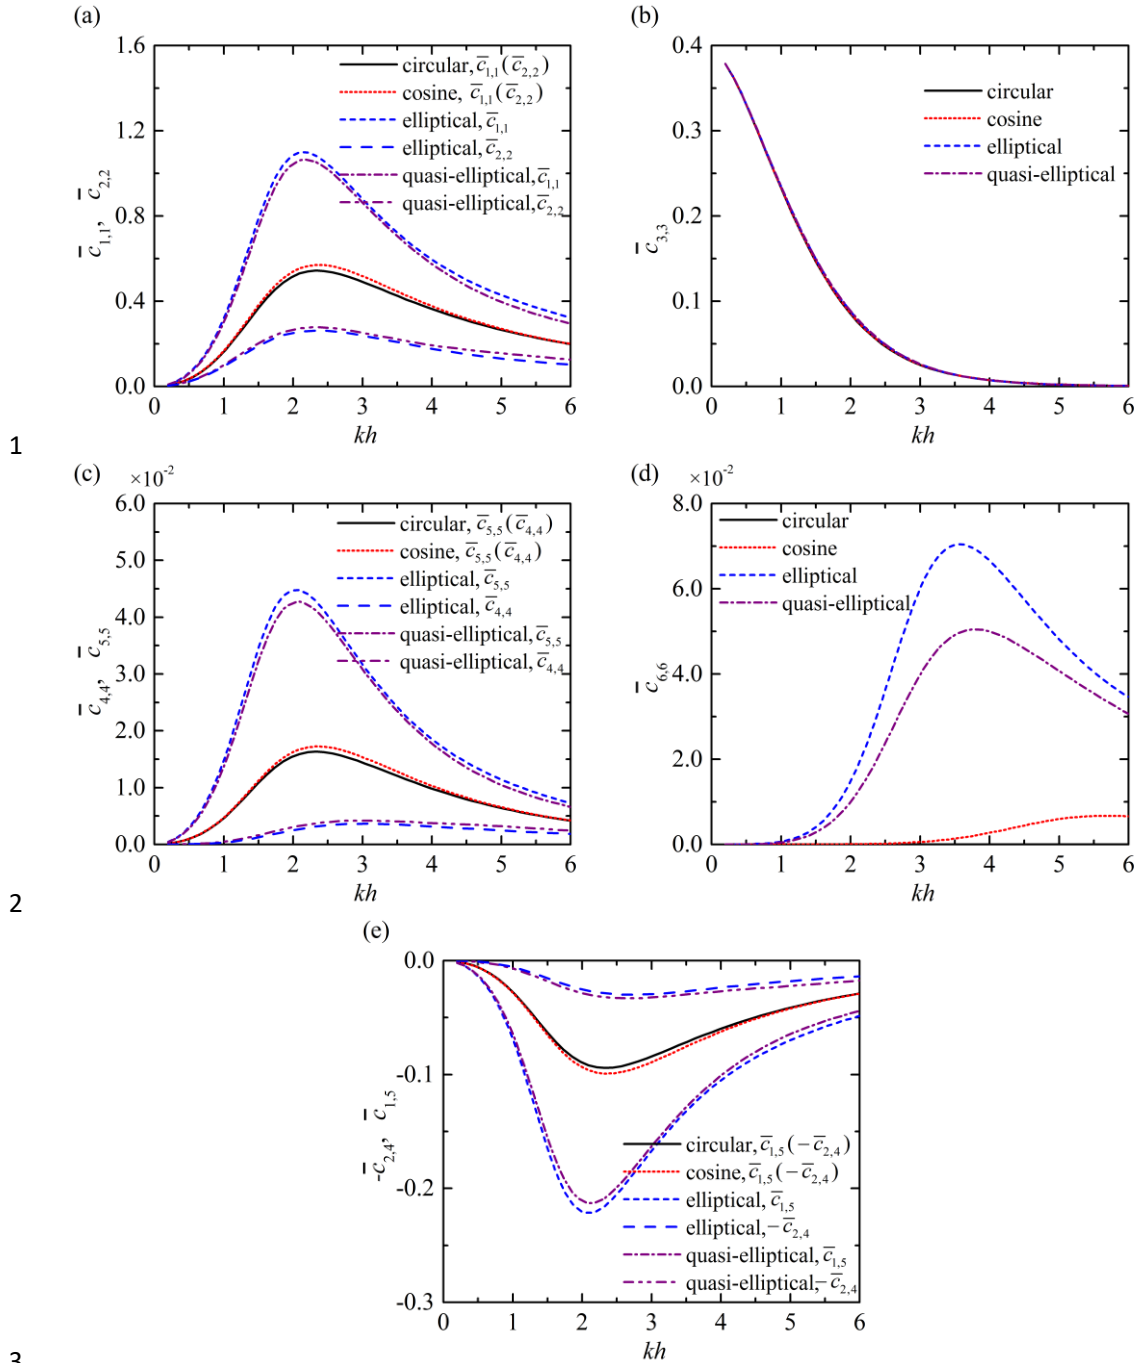 (a)
1.6
1.2
0.8
0.4
0.0
c̅1,1, c̅2,2
circular, c̅1,1(c̅2,2)
cosine, c̅1,1(c̅2,2)
elliptical, c̅1,1
elliptical, c̅2,2
quasi-elliptical, c̅1,1
quasi-elliptical, c̅2,2
0 1 2 3 4 5 6
kh
(b)
0.4
0.3
0.2
0.1
0.0
c̅3,3
circular
cosine
elliptical
quasi-elliptical
0 1 2 3 4 5 6
kh
1
(c)
×10-2
6.0
5.0
4.0
3.0
2.0
1.0
0.0
c̅4,4, c̅5,5
circular, c̅5,5(c̅4,4)
cosine, c̅5,5(c̅4,4)
elliptical, c̅5,5
elliptical, c̅4,4
quasi-elliptical, c̅5,5
quasi-elliptical, c̅4,4
0 1 2 3 4 5 6
kh
(d)
×10-2
8.0
6.0
4.0
2.0
0.0
c̅6,6
circular
cosine
elliptical
quasi-elliptical
0 1 2 3 4 5 6
kh
2
(e)
0.0
-0.1
-0.2
-0.3
-c̅2,4, c̅1,5
circular, c̅1,5(−c̅2,4)
cosine, c̅1,5(−c̅2,4)
elliptical, c̅1,5
elliptical, −c̅2,4
quasi-elliptical, c̅1,5
quasi-elliptical, −c̅2,4
0 1 2 3 4 5 6
kh
3